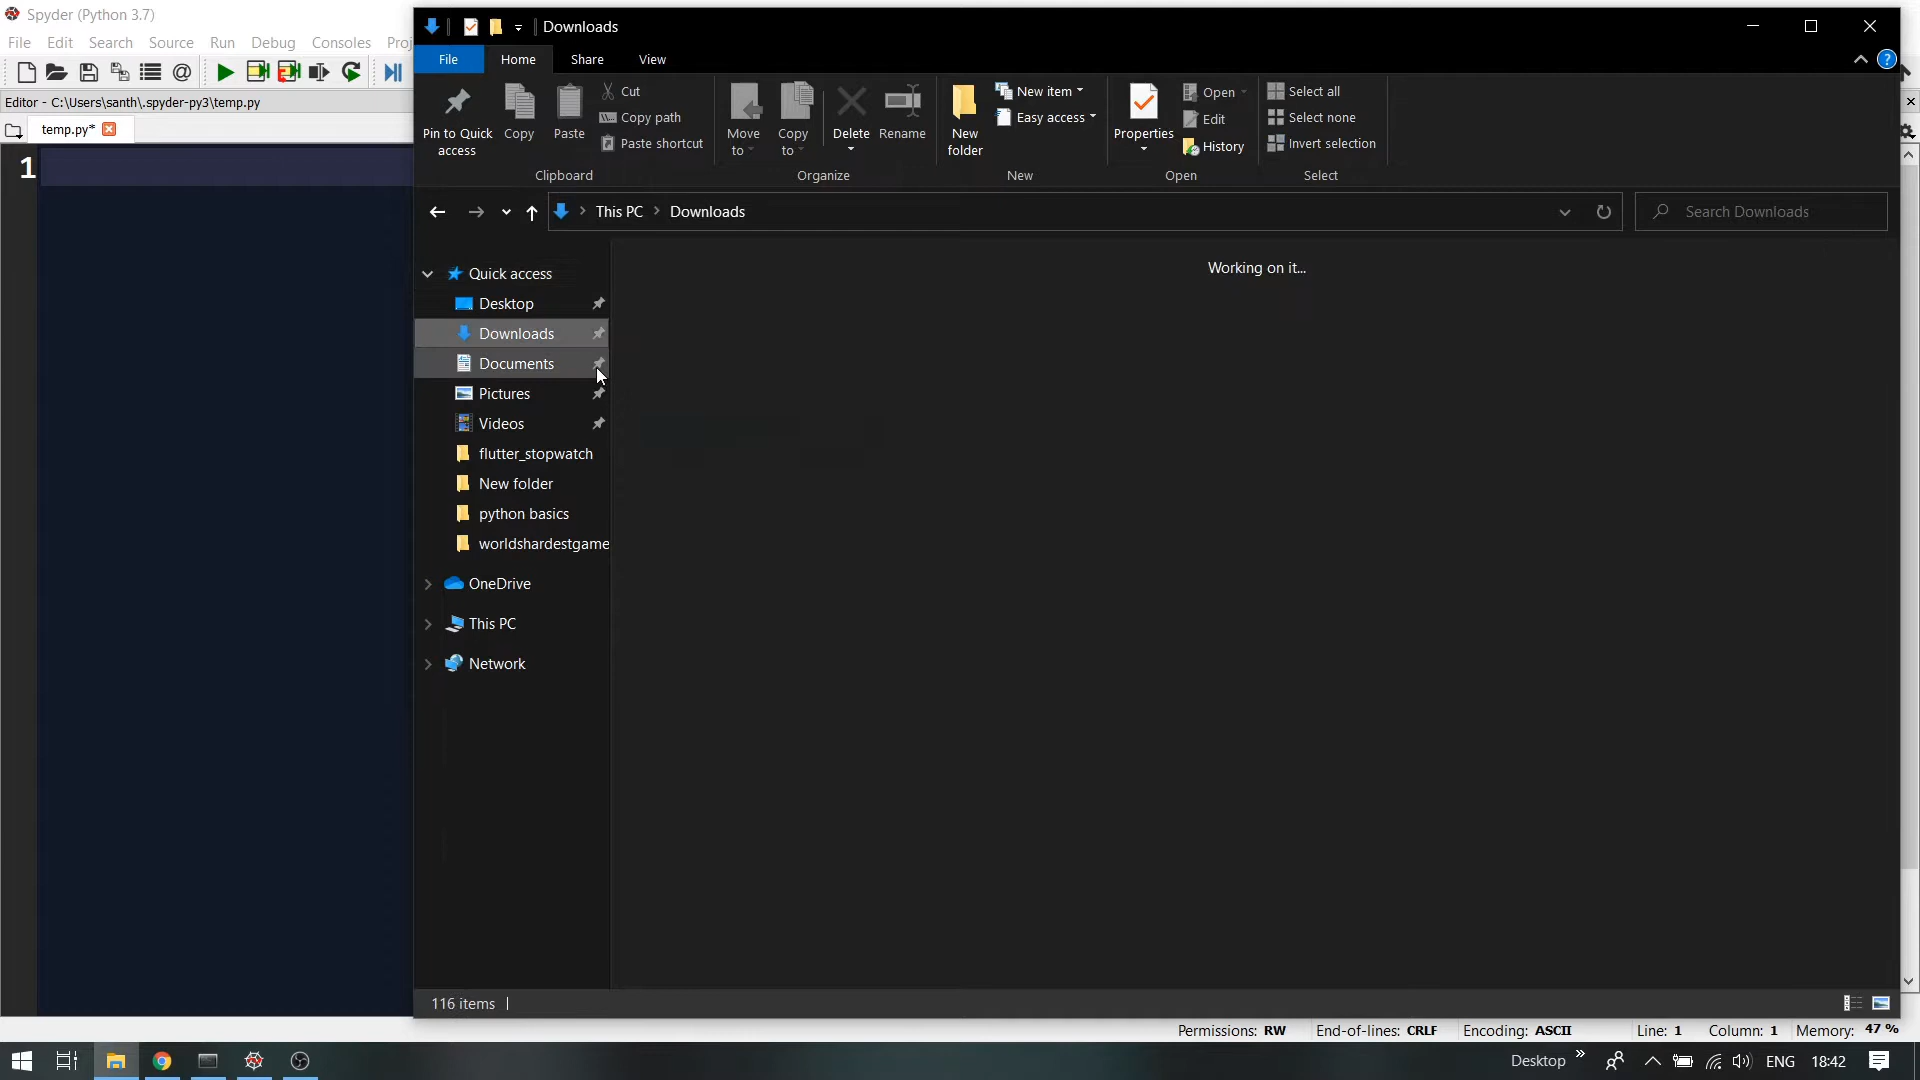 Spyder (Python 3.7)
File Edit Search Source Run Debug Consoles Proj
Editor - C:\Users\santh\.spyder-py3\temp.py
temp.py*
1
Downloads
File Home Share View
Pin to Quick access
Copy
Paste
Cut
Copy path
Paste shortcut
Clipboard
Move to
Copy to
Delete
Rename
Organize
New folder
New item
Easy access
New
Properties
Open
Edit
History
Open
Select all
Select none
Invert selection
Select
This PC > Downloads
Search Downloads
Working on it...
Quick access
Desktop
Downloads
Documents
Pictures
Videos
flutter_stopwatch
New folder
python basics
worldshardestgame
OneDrive
This PC
Network
116 items
Permissions: RW End-of-lines: CRLF Encoding: ASCII Line: 1 Column: 1 Memory: 47 %
Desktop » ENG 18:42